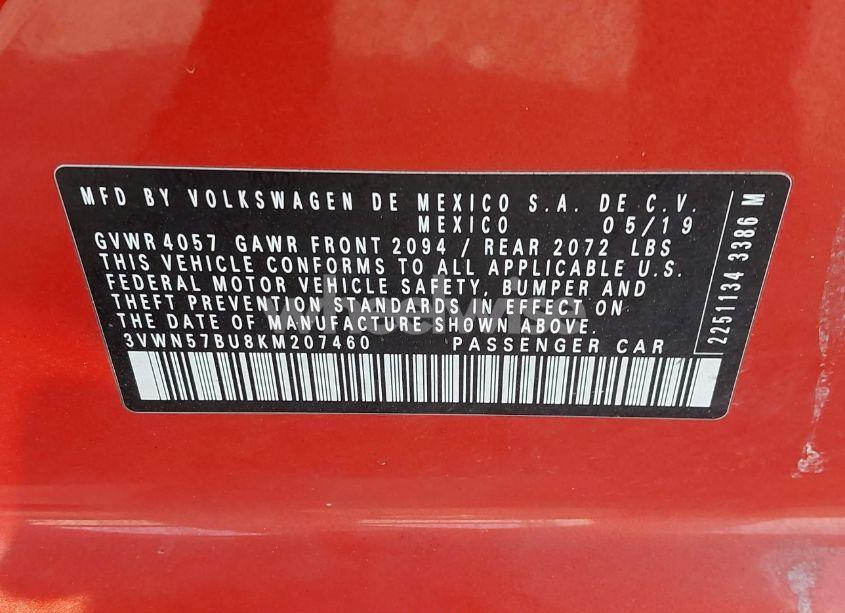 MFD BY VOLKSWAGEN DE MEXICO S.A. DE C.V.
MEXICO 05/19
GVWR4057 GAWR FRONT 2094 / REAR 2072 LBS
THIS VEHICLE CONFORMS TO ALL APPLICABLE U.S.
FEDERAL MOTOR VEHICLE SAFETY, BUMPER AND
THEFT PREVENTION STANDARDS IN EFFECT ON
THE DATE OF MANUFACTURE SHOWN ABOVE.
3VWN57BU8KM207460 PASSENGER CAR
2251134 3386 M